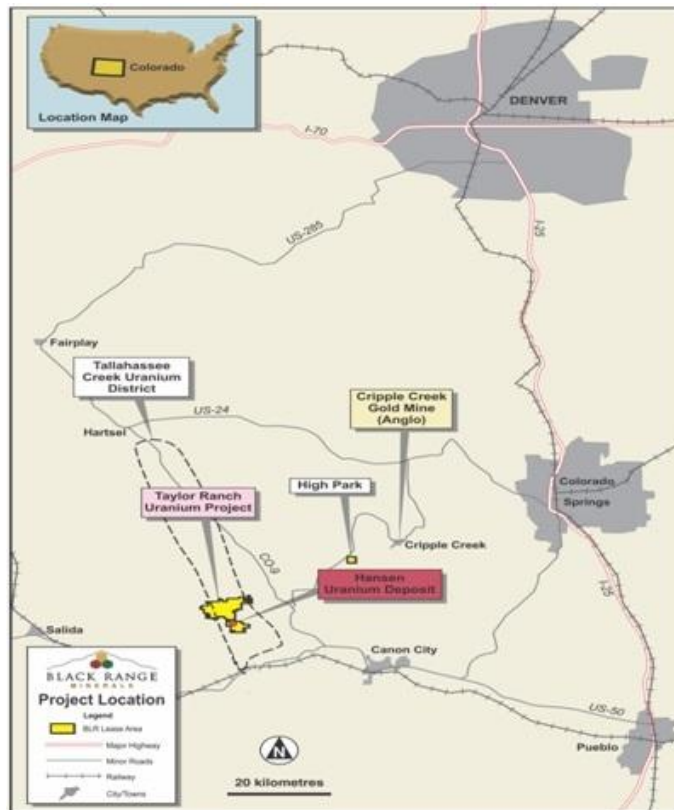 Colorado
Location Map
DENVER
I-70
I-25
US-285
Fairplay
Tallahassee
Creek Uranium
District
US-24
Cripple Creek
Gold Mine
(Anglo)
Hartsel
High Park
Colorado
Springs
Taylor Ranch
Uranium Project
Cripple Creek
CO-9
Hansen
Uranium Deposit
I-25
Salida
Canon City
BLACK RANGE
MINERALS
Project Location
Legend
BLR Lease Area
Major Highway
Minor Roads
Railway
City/Towns
N
20 kilometres
US-50
Pueblo